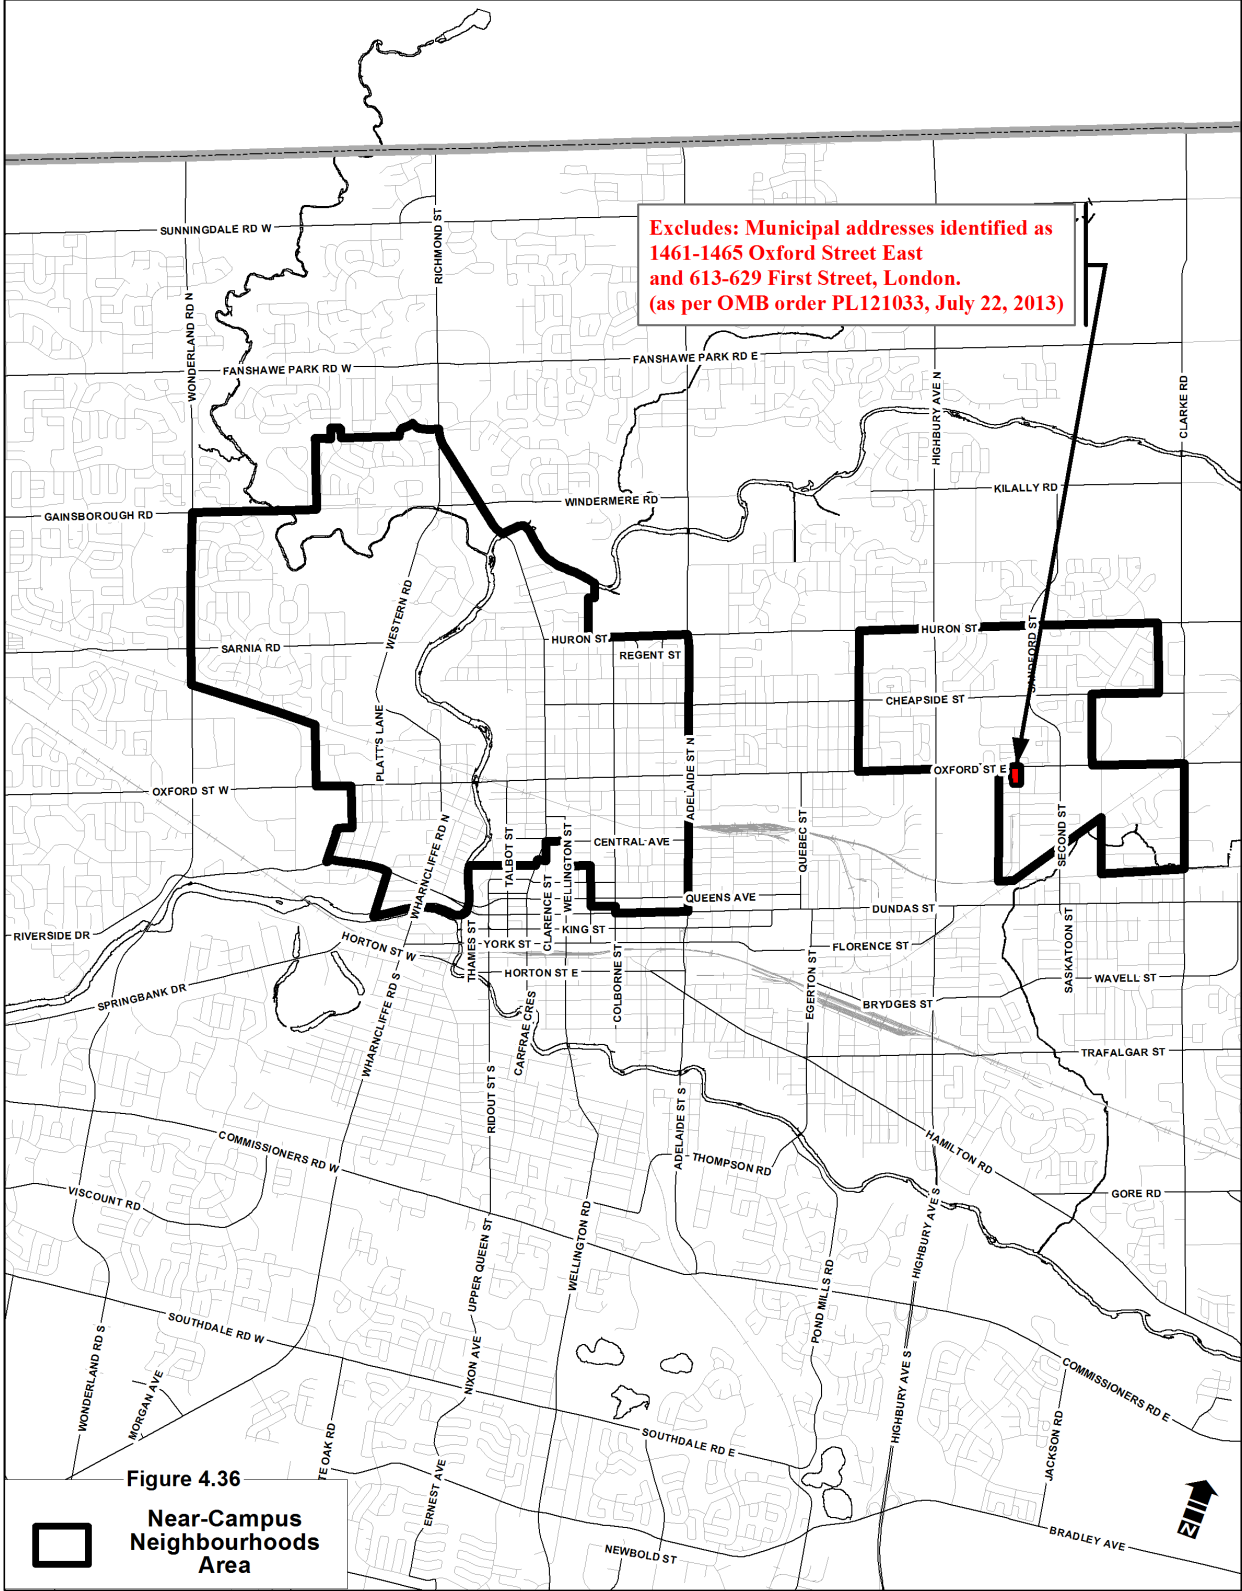 SUNNINGDALE RD W
RICHMOND ST
Excludes: Municipal addresses identified as
1461-1465 Oxford Street East
and 613-629 First Street, London.
(as per OMB order PL121033, July 22, 2013)
WONDERLAND RD N
FANSHAWE PARK RD W
FANSHAWE PARK RD E
HIGHBURY AVE N
CLARKE RD
GAINSBOROUGH RD
WINDERMERE RD
KILALLY RD
WESTERN RD
SARNIA RD
HURON ST
REGENT ST
HURON ST
SANDFORD ST
CHEAPSIDE ST
PLATT'S LANE
ADELAIDE ST N
OXFORD ST W
OXFORD ST E
WHARNCLIFFE RD N
TALBOT ST
WELLINGTON ST
CENTRAL AVE
QUEBEC ST
SECOND ST
CLARENCE ST
QUEENS AVE
DUNDAS ST
RIVERSIDE DR
HORTON ST W
THAMES ST
YORK ST
KING ST
FLORENCE ST
SASKATOON ST
HORTON ST E
COLBORNE ST
EGERTON ST
WAVELL ST
SPRINGBANK DR
WHARNCLIFFE RD S
CARFRAE CRES
BRYDGES ST
TRAFALGAR ST
RIDOUT ST S
ADELAIDE ST S
COMMISSIONERS RD W
THOMPSON RD
HAMILTON RD
VISCOUNT RD
GORE RD
UPPER QUEEN ST
WELLINGTON RD
HIGHBURY AVE S
POND MILLS RD
SOUTHDALE RD W
WONDERLAND RD S
MORGAN AVE
NIXON AVE
HIGHBURY AVE S
COMMISSIONERS RD E
TE OAK RD
SOUTHDALE RD E
JACKSON RD
ERNEST AVE
NEWBOLD ST
BRADLEY AVE
N
Figure 4.36
Near-Campus
Neighbourhoods
Area